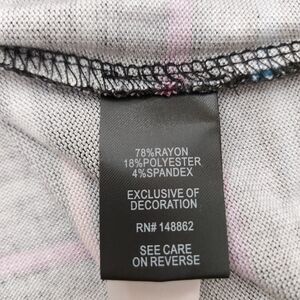 78%RAYON
18%POLYESTER
4%SPANDEX
EXCLUSIVE OF
DECORATION
RN# 148862
SEE CARE
ON REVERSE